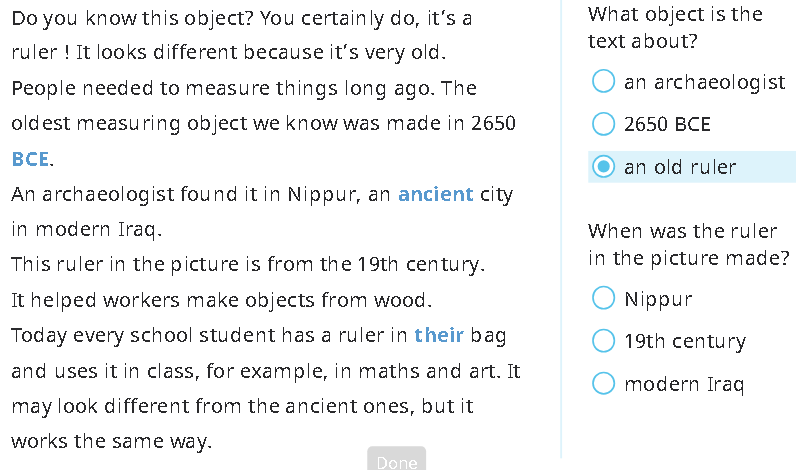 Do you know this object? You certainly do, it's a
ruler ! It looks different because it's very old.
People needed to measure things long ago. The
oldest measuring object we know was made in 2650
BCE.
An archaeologist found it in Nippur, an ancient city
in modern Iraq.
This ruler in the picture is from the 19th century.
It helped workers make objects from wood.
Today every school student has a ruler in their bag
and uses it in class, for example, in maths and art. It
may look different from the ancient ones, but it
works the same way.
What object is the
text about?
an archaeologist
2650 BCE
an old ruler
When was the ruler
in the picture made?
Nippur
19th century
modern Iraq
Done